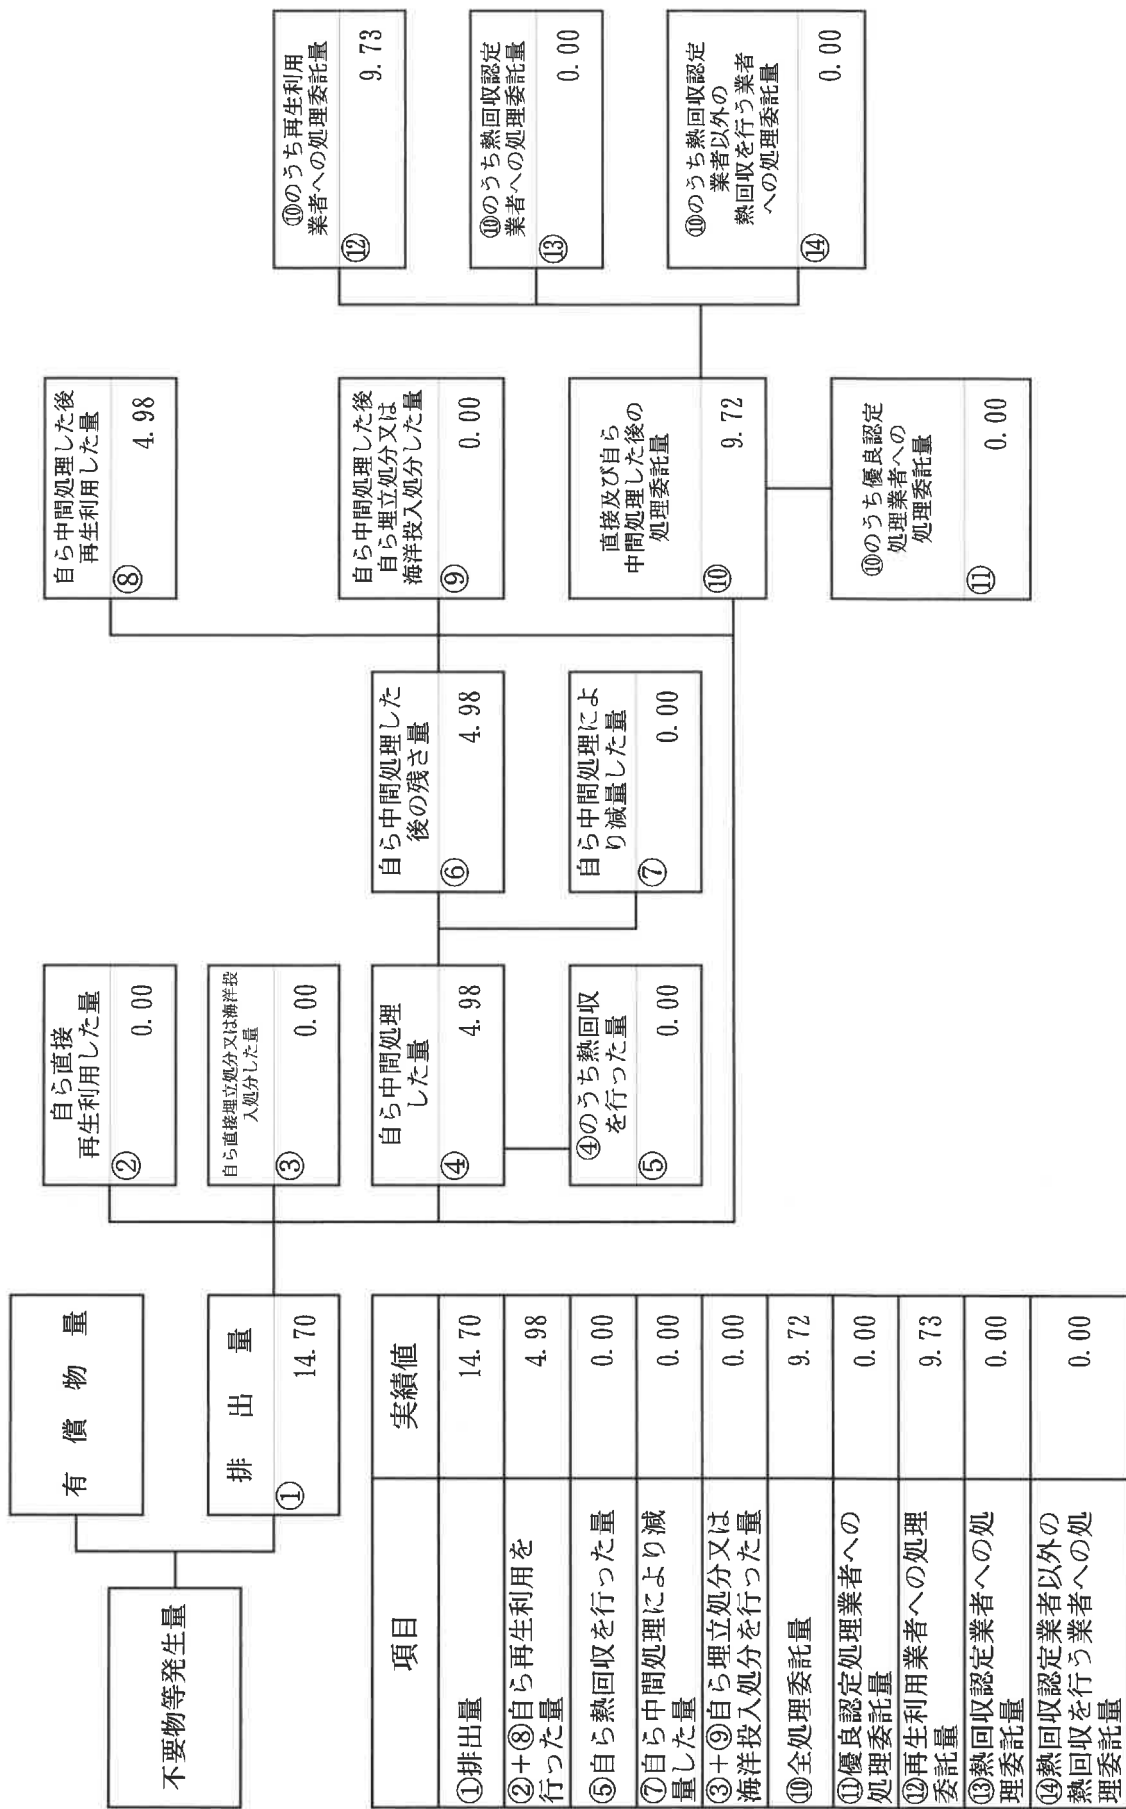 不要物等発生量
有償物量
排出量
① 14.70
自ら直接
再生利用した量
② 0.00
自ら直接埋立処分又は海洋投
入処分した量
③ 0.00
自ら中間処理
した量
④ 4.98
④のうち熱回収
を行った量
⑤ 0.00
自ら中間処理した
後の残さ量
⑥ 4.98
自ら中間処理によ
り減量した量
⑦ 0.00
自ら中間処理した後
再生利用した量
⑧ 4.98
自ら中間処理した後
自ら埋立処分又は
海洋投入処分した量
⑨ 0.00
直接及び自ら
中間処理した後の
処理委託量
⑩ 9.72
⑩のうち優良認定
処理業者への
処理委託量
⑪ 0.00
⑩のうち再生利用
業者への処理委託量
⑫ 9.73
⑩のうち熱回収認定
業者への処理委託量
⑬ 0.00
⑩のうち熱回収認定
業者以外の
熱回収を行う業者
への処理委託量
⑭ 0.00
項目 実績値
①排出量 14.70
②+⑧自ら再生利用を
行った量 4.98
⑤自ら熱回収を行った量 0.00
⑦自ら中間処理により減
量した量 0.00
③+⑨自ら埋立処分又は
海洋投入処分を行った量 0.00
⑩全処理委託量 9.72
⑪優良認定処理業者への
処理委託量 0.00
⑫再生利用業者への処理
委託量 9.73
⑬熱回収認定業者への処
理委託量 0.00
⑭熱回収認定業者以外の
熱回収を行う業者への処
理委託量 0.00